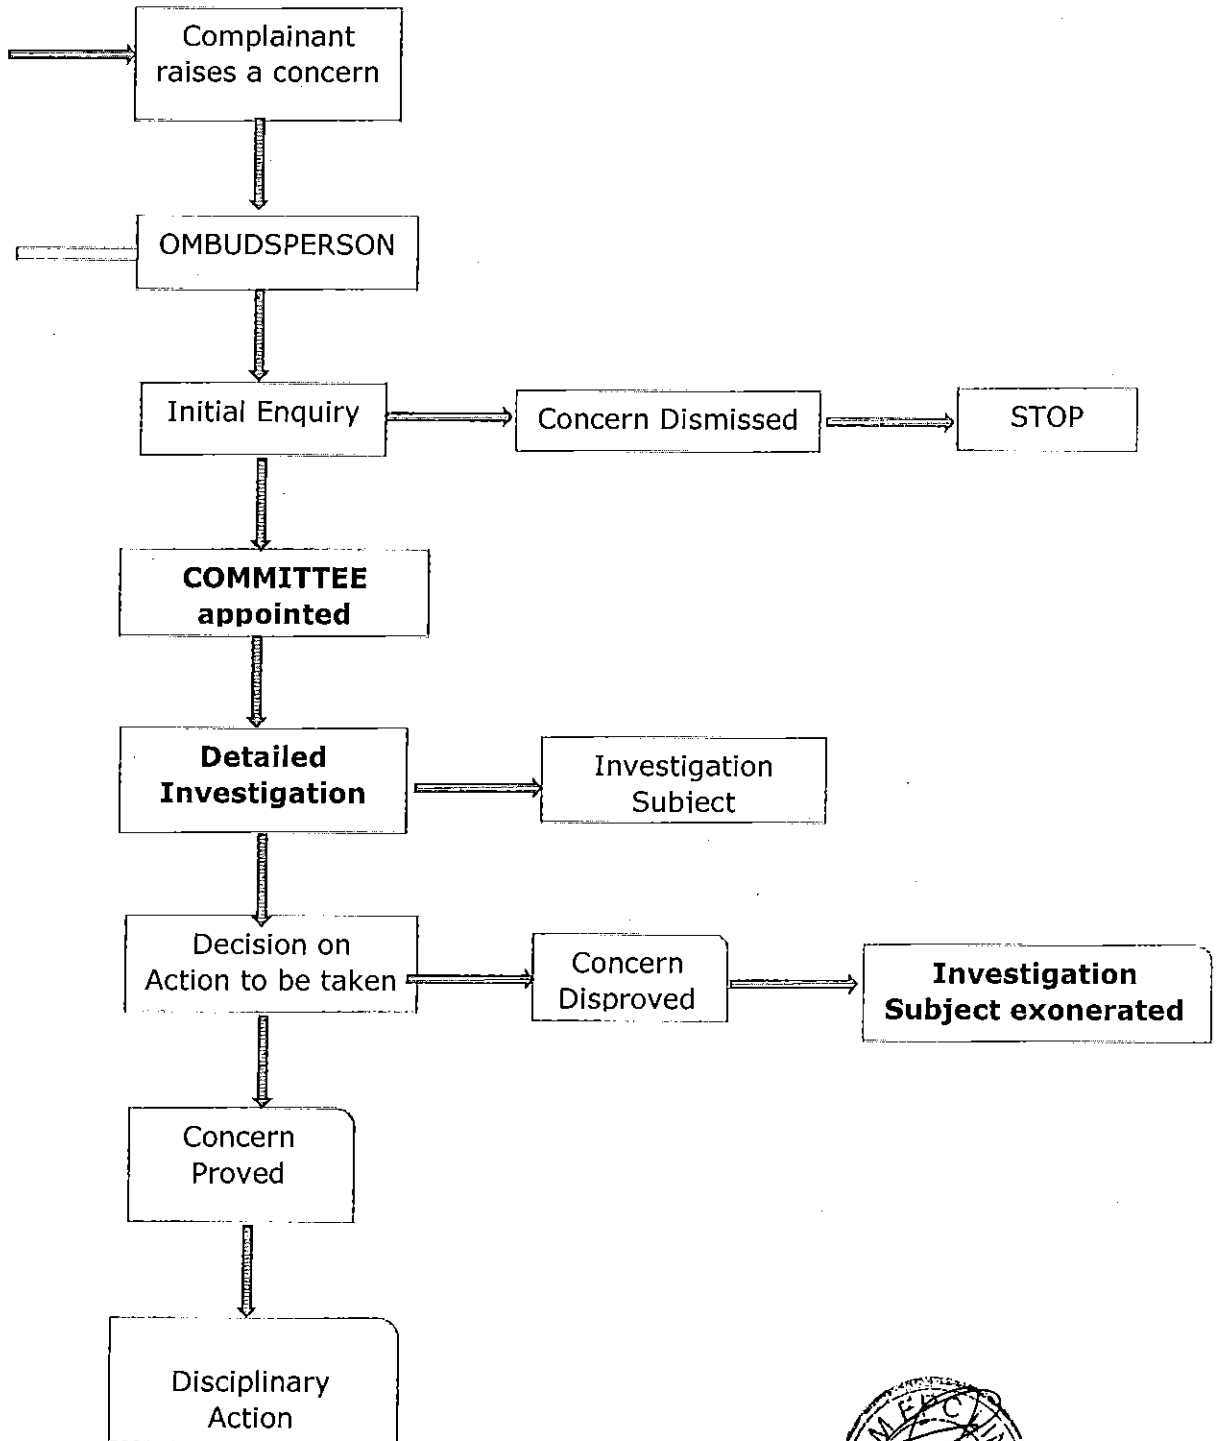 Complainant
raises a concern
OMBUDSPERSON
Initial Enquiry
Concern Dismissed
STOP
COMMITTEE
appointed
Detailed
Investigation
Investigation
Subject
Decision on
Action to be taken
Concern
Disproved
Investigation
Subject exonerated
Concern
Proved
Disciplinary
Action